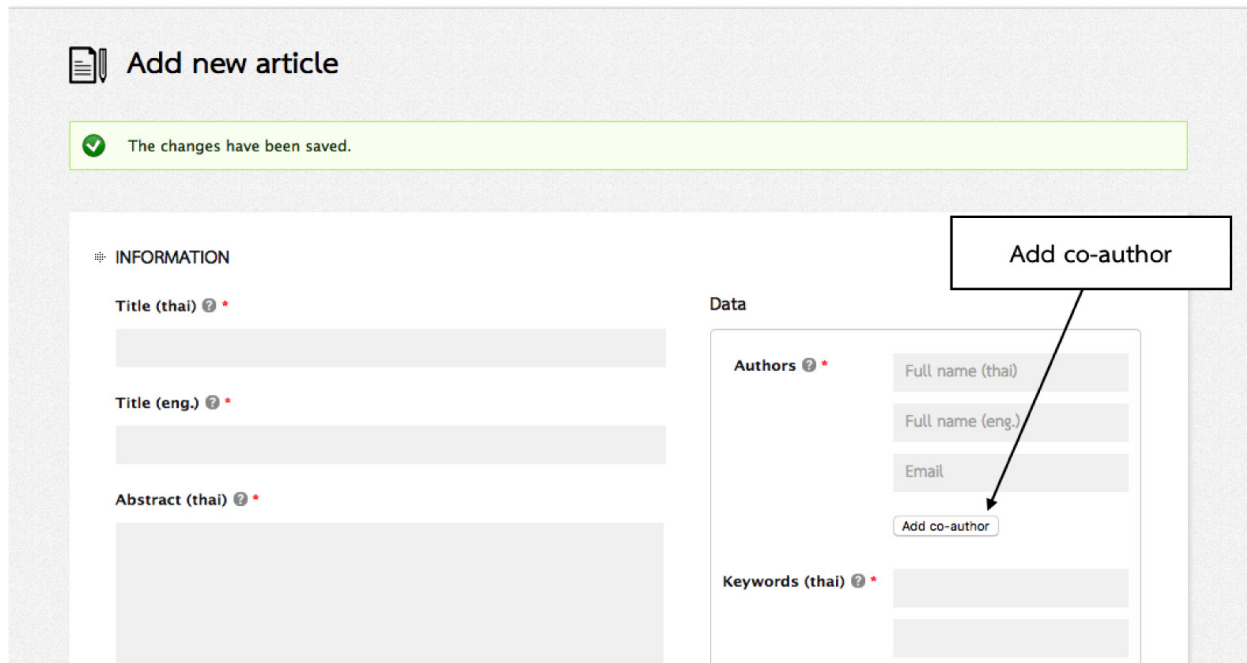 Add new article
The changes have been saved.
Add co-author
INFORMATION
Title (thai) ? *
Title (eng.) ? *
Abstract (thai) ? *
Data
Authors ? *
Full name (thai)
Full name (eng.)
Email
Add co-author
Keywords (thai) ? *